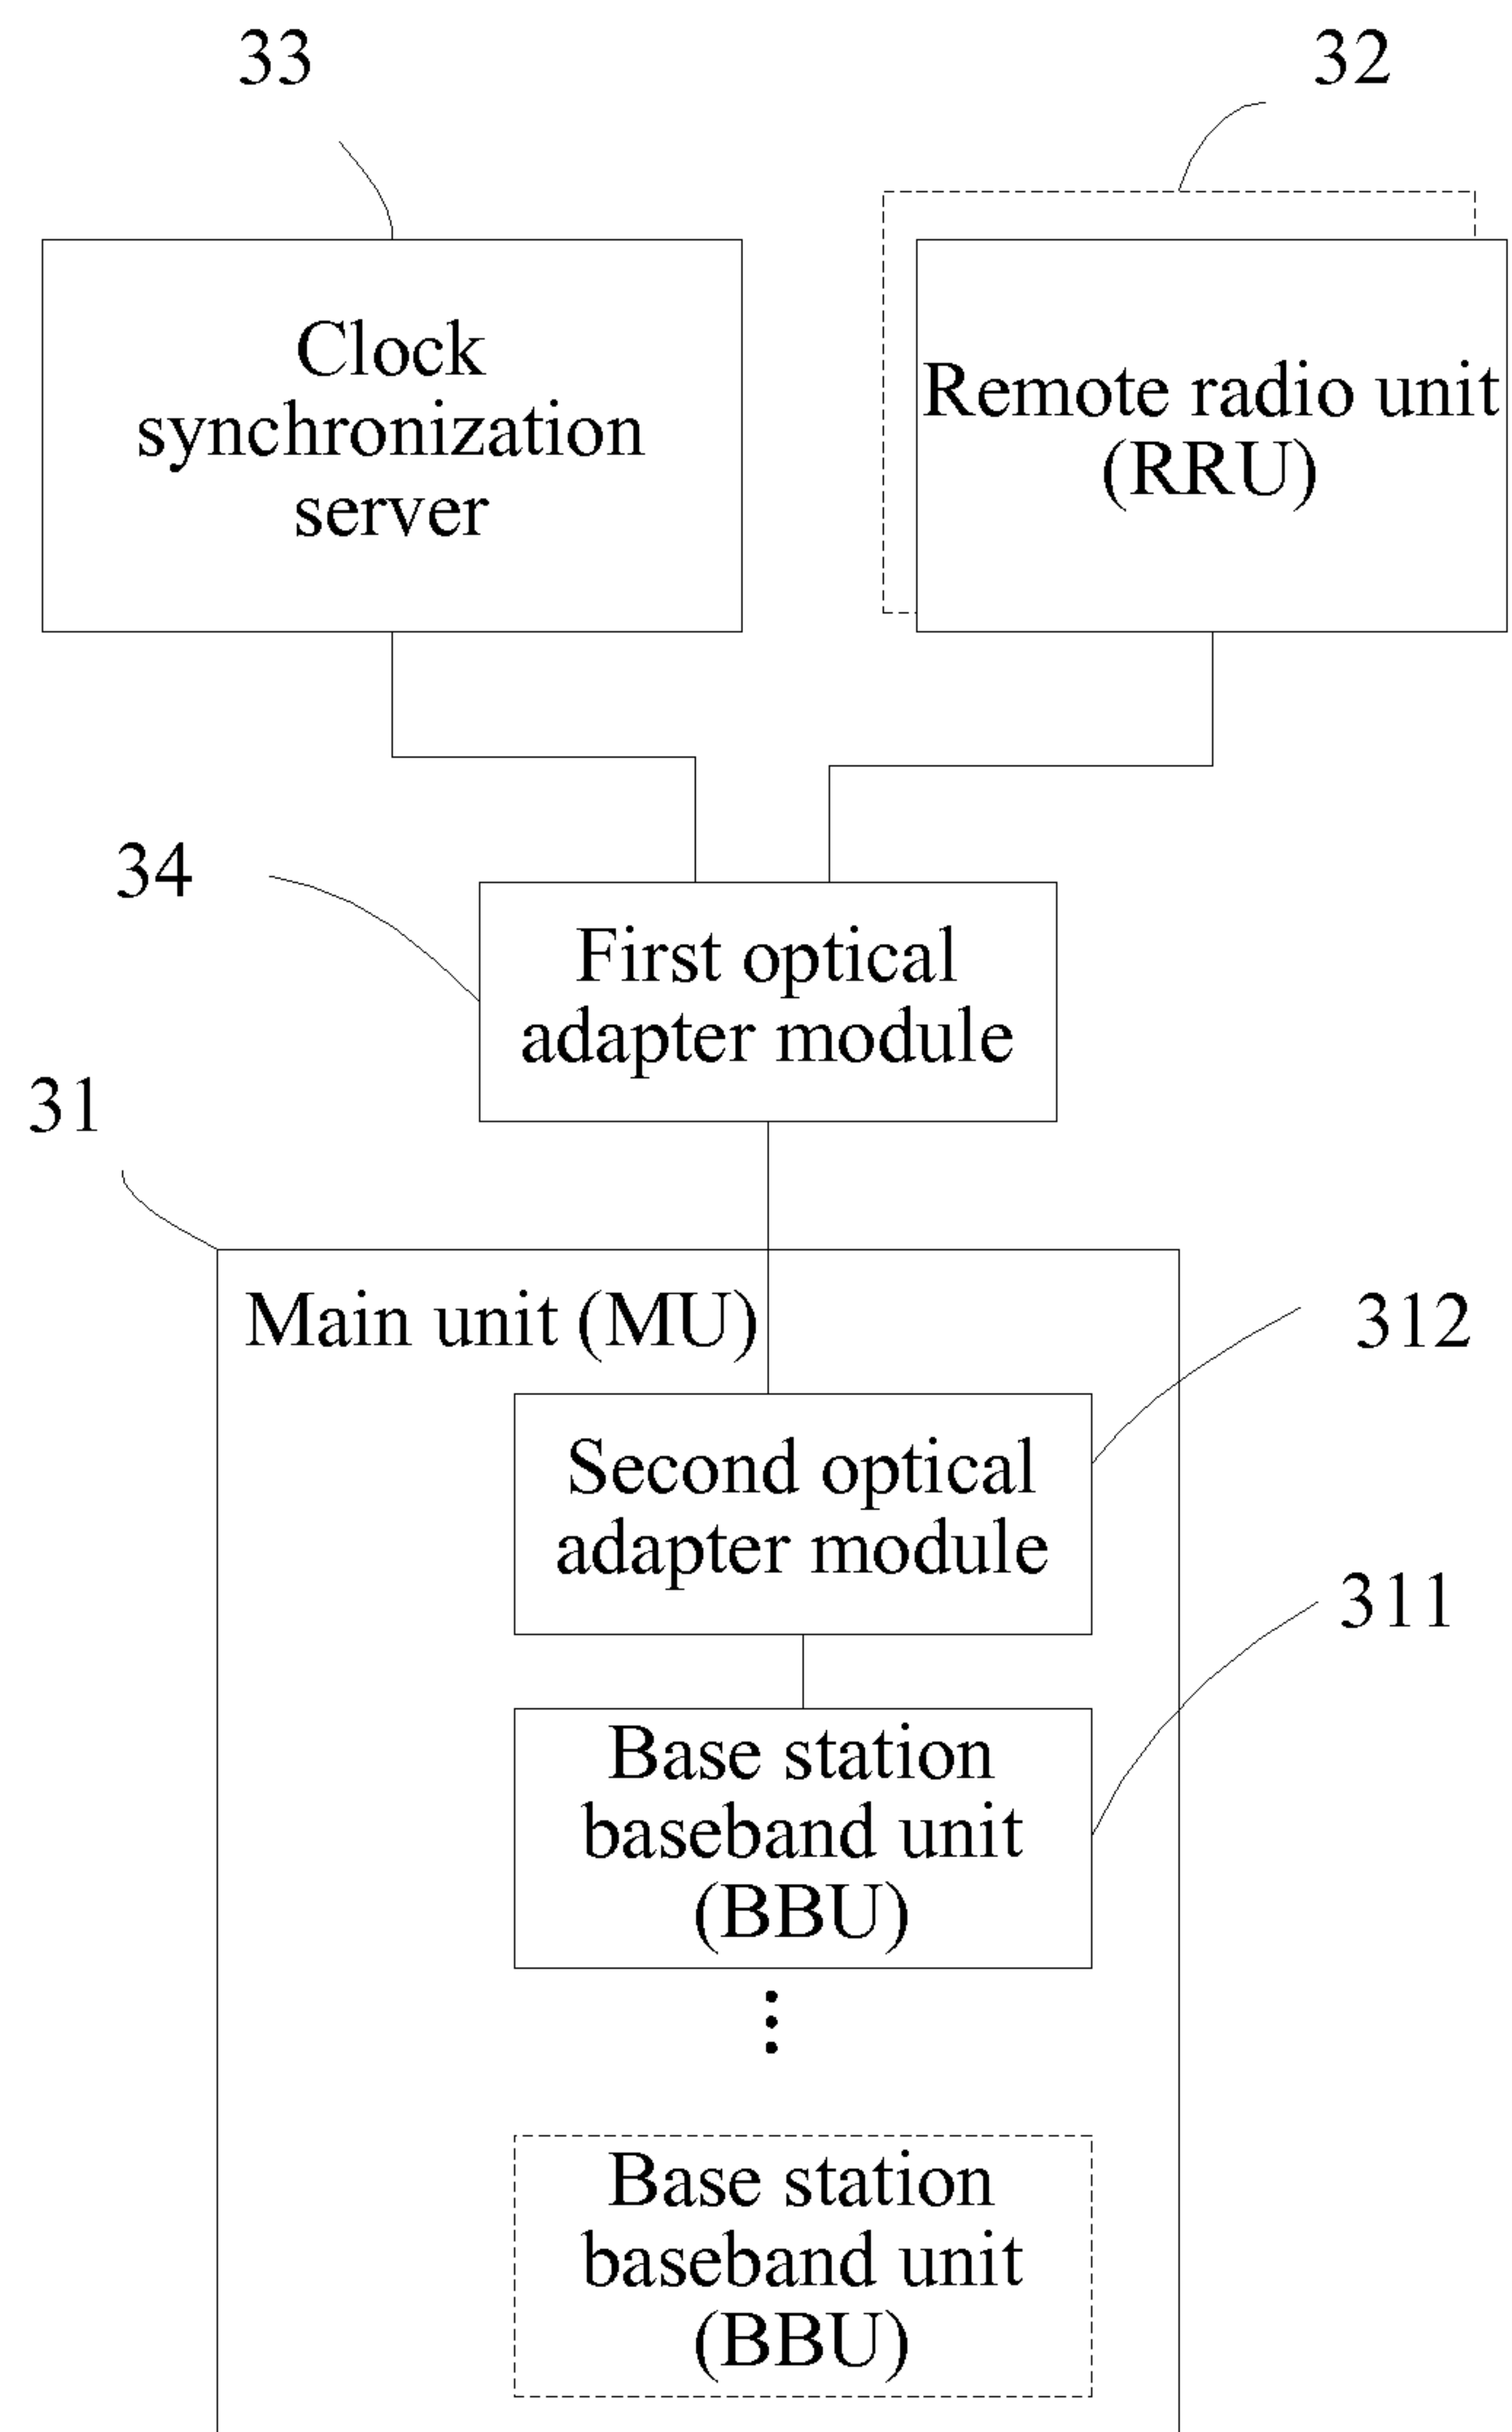 33
32
Clock
synchronization
server
Remote radio unit
(RRU)
34
First optical
adapter module
31
Main unit (MU)
312
Second optical
adapter module
311
Base station
baseband unit
(BBU)
Base station
baseband unit
(BBU)